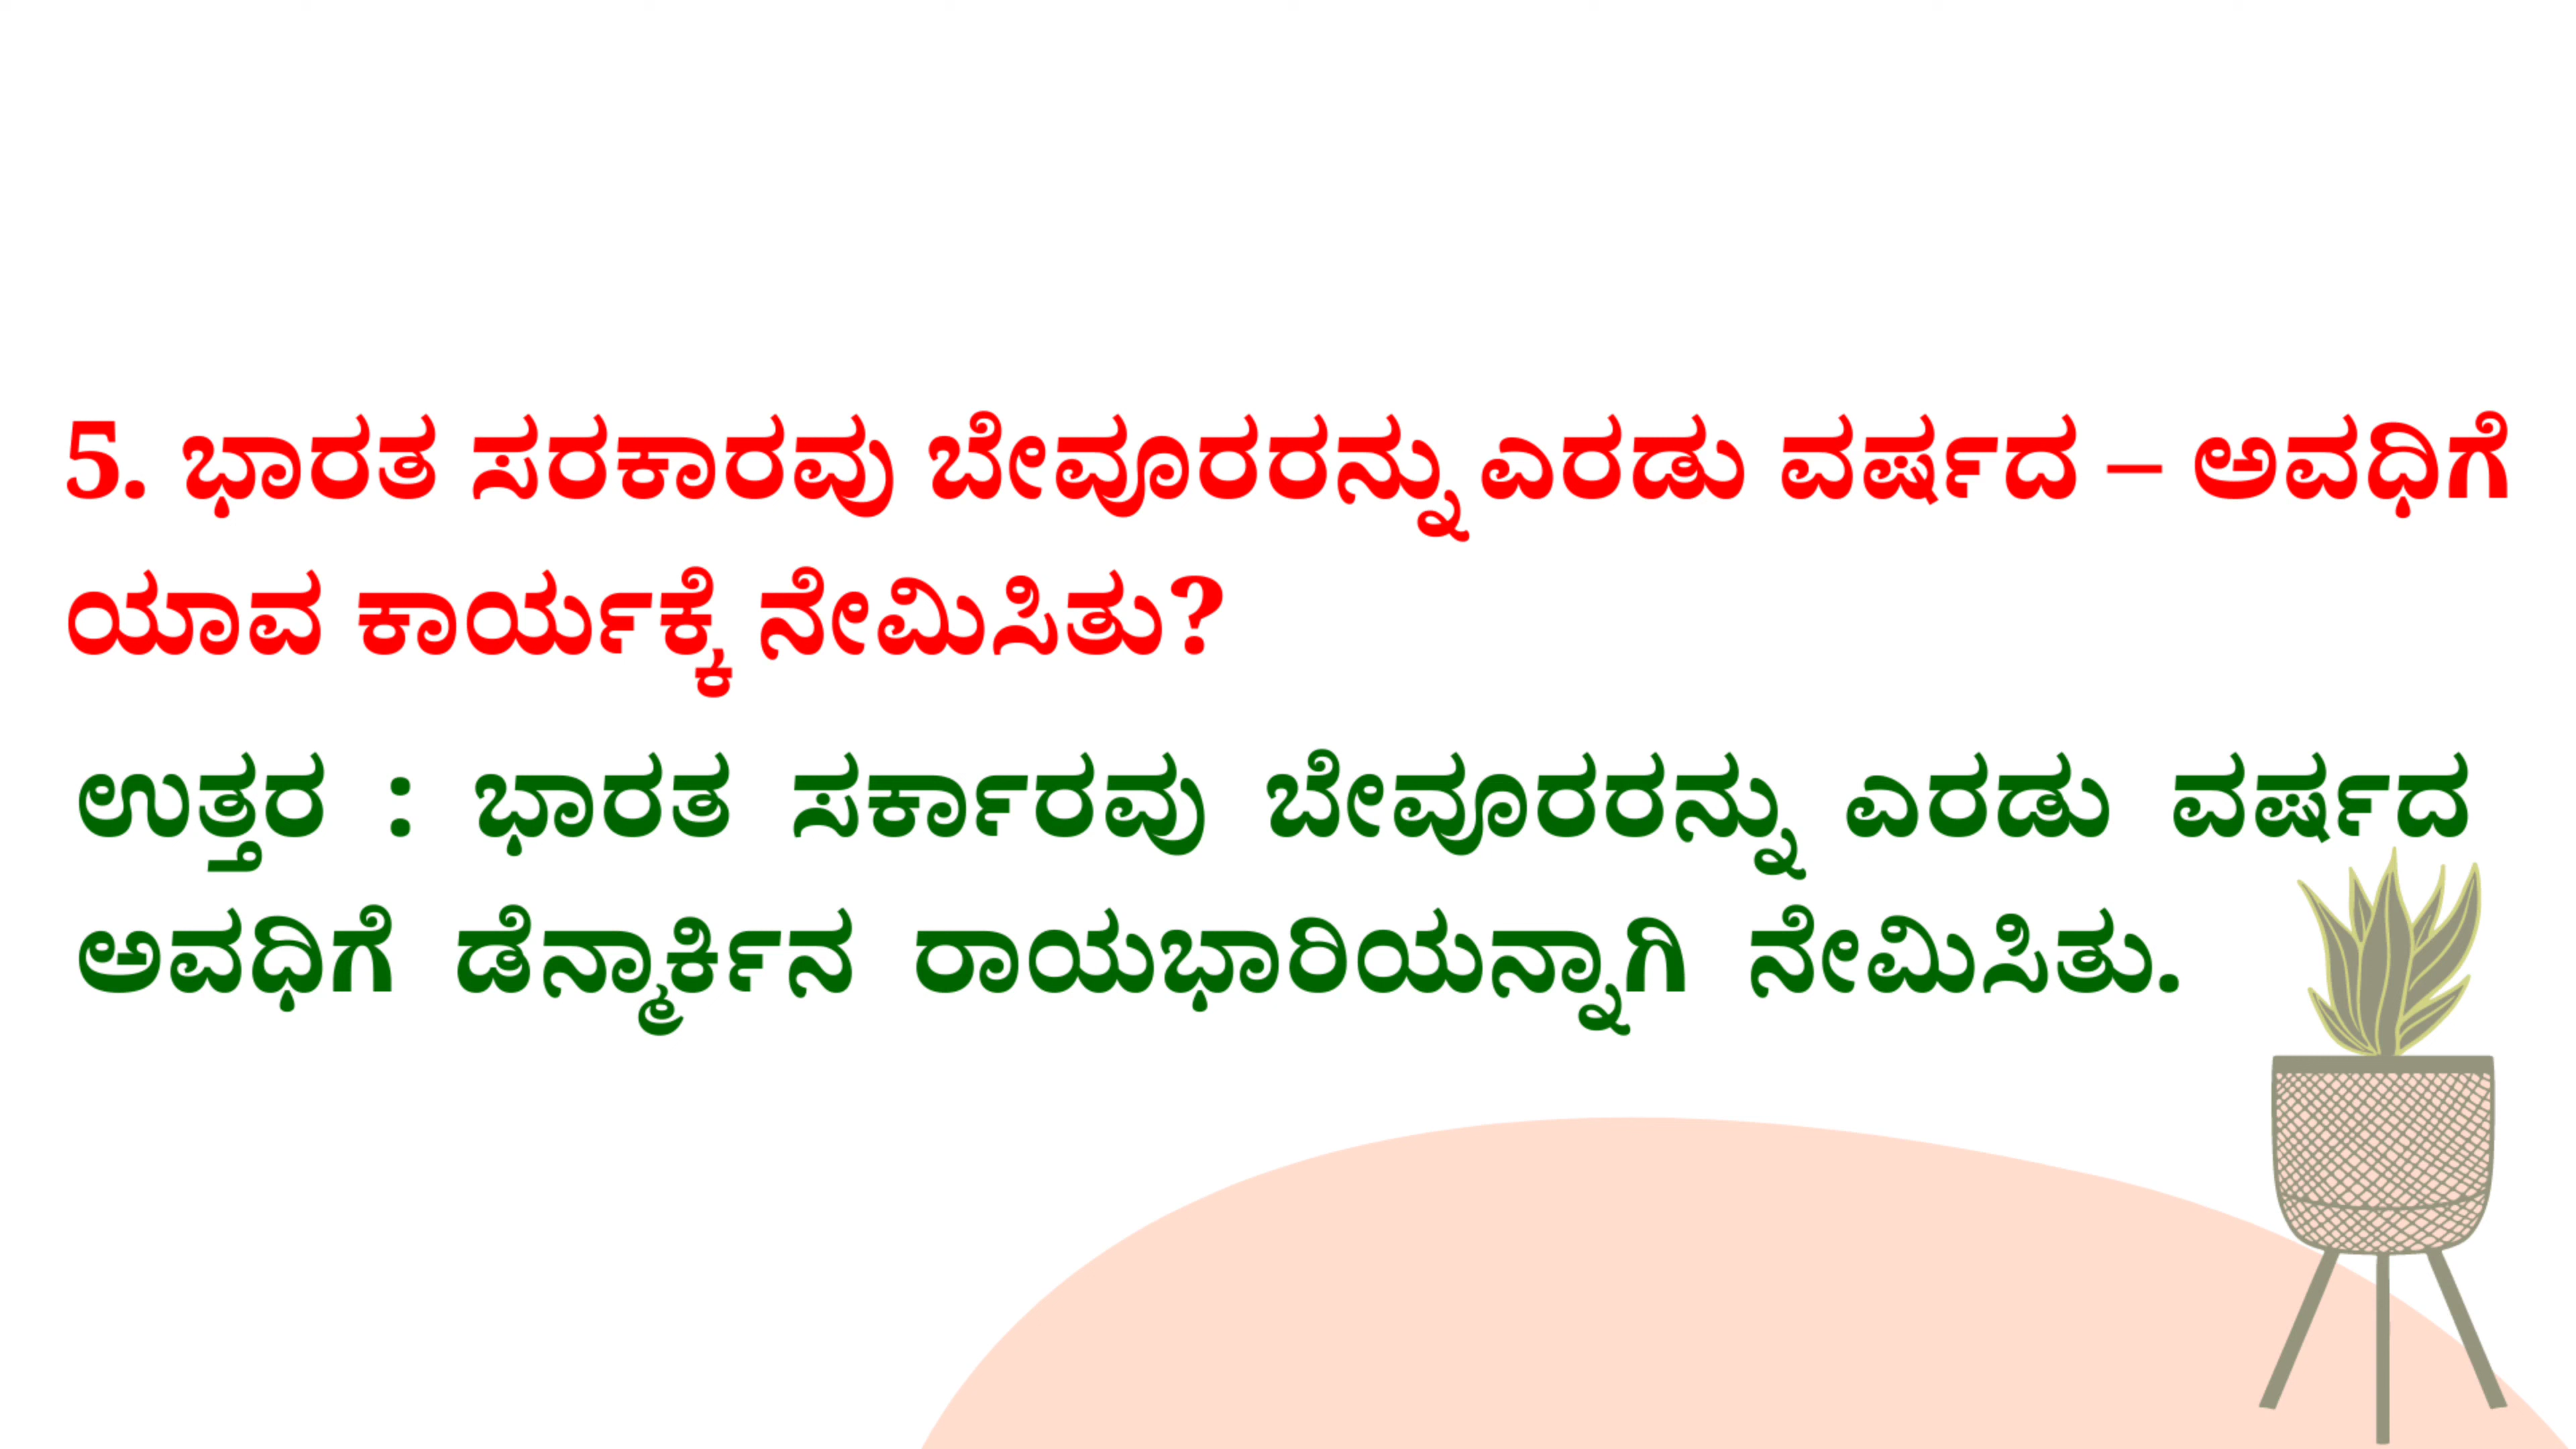 5. ಭಾರತ ಸರಕಾರವು ಬೇವೂರರನ್ನು ಎರಡು ವರ್ಷದ – ಅವಧಿಗೆ
ಯಾವ ಕಾರ್ಯಕ್ಕೆ ನೇಮಿಸಿತು?
ಉತ್ತರ : ಭಾರತ ಸರ್ಕಾರವು ಬೇವೂರರನ್ನು ಎರಡು ವರ್ಷದ
ಅವಧಿಗೆ ಡೆನ್ಮಾರ್ಕಿನ ರಾಯಭಾರಿಯನ್ನಾಗಿ ನೇಮಿಸಿತು.